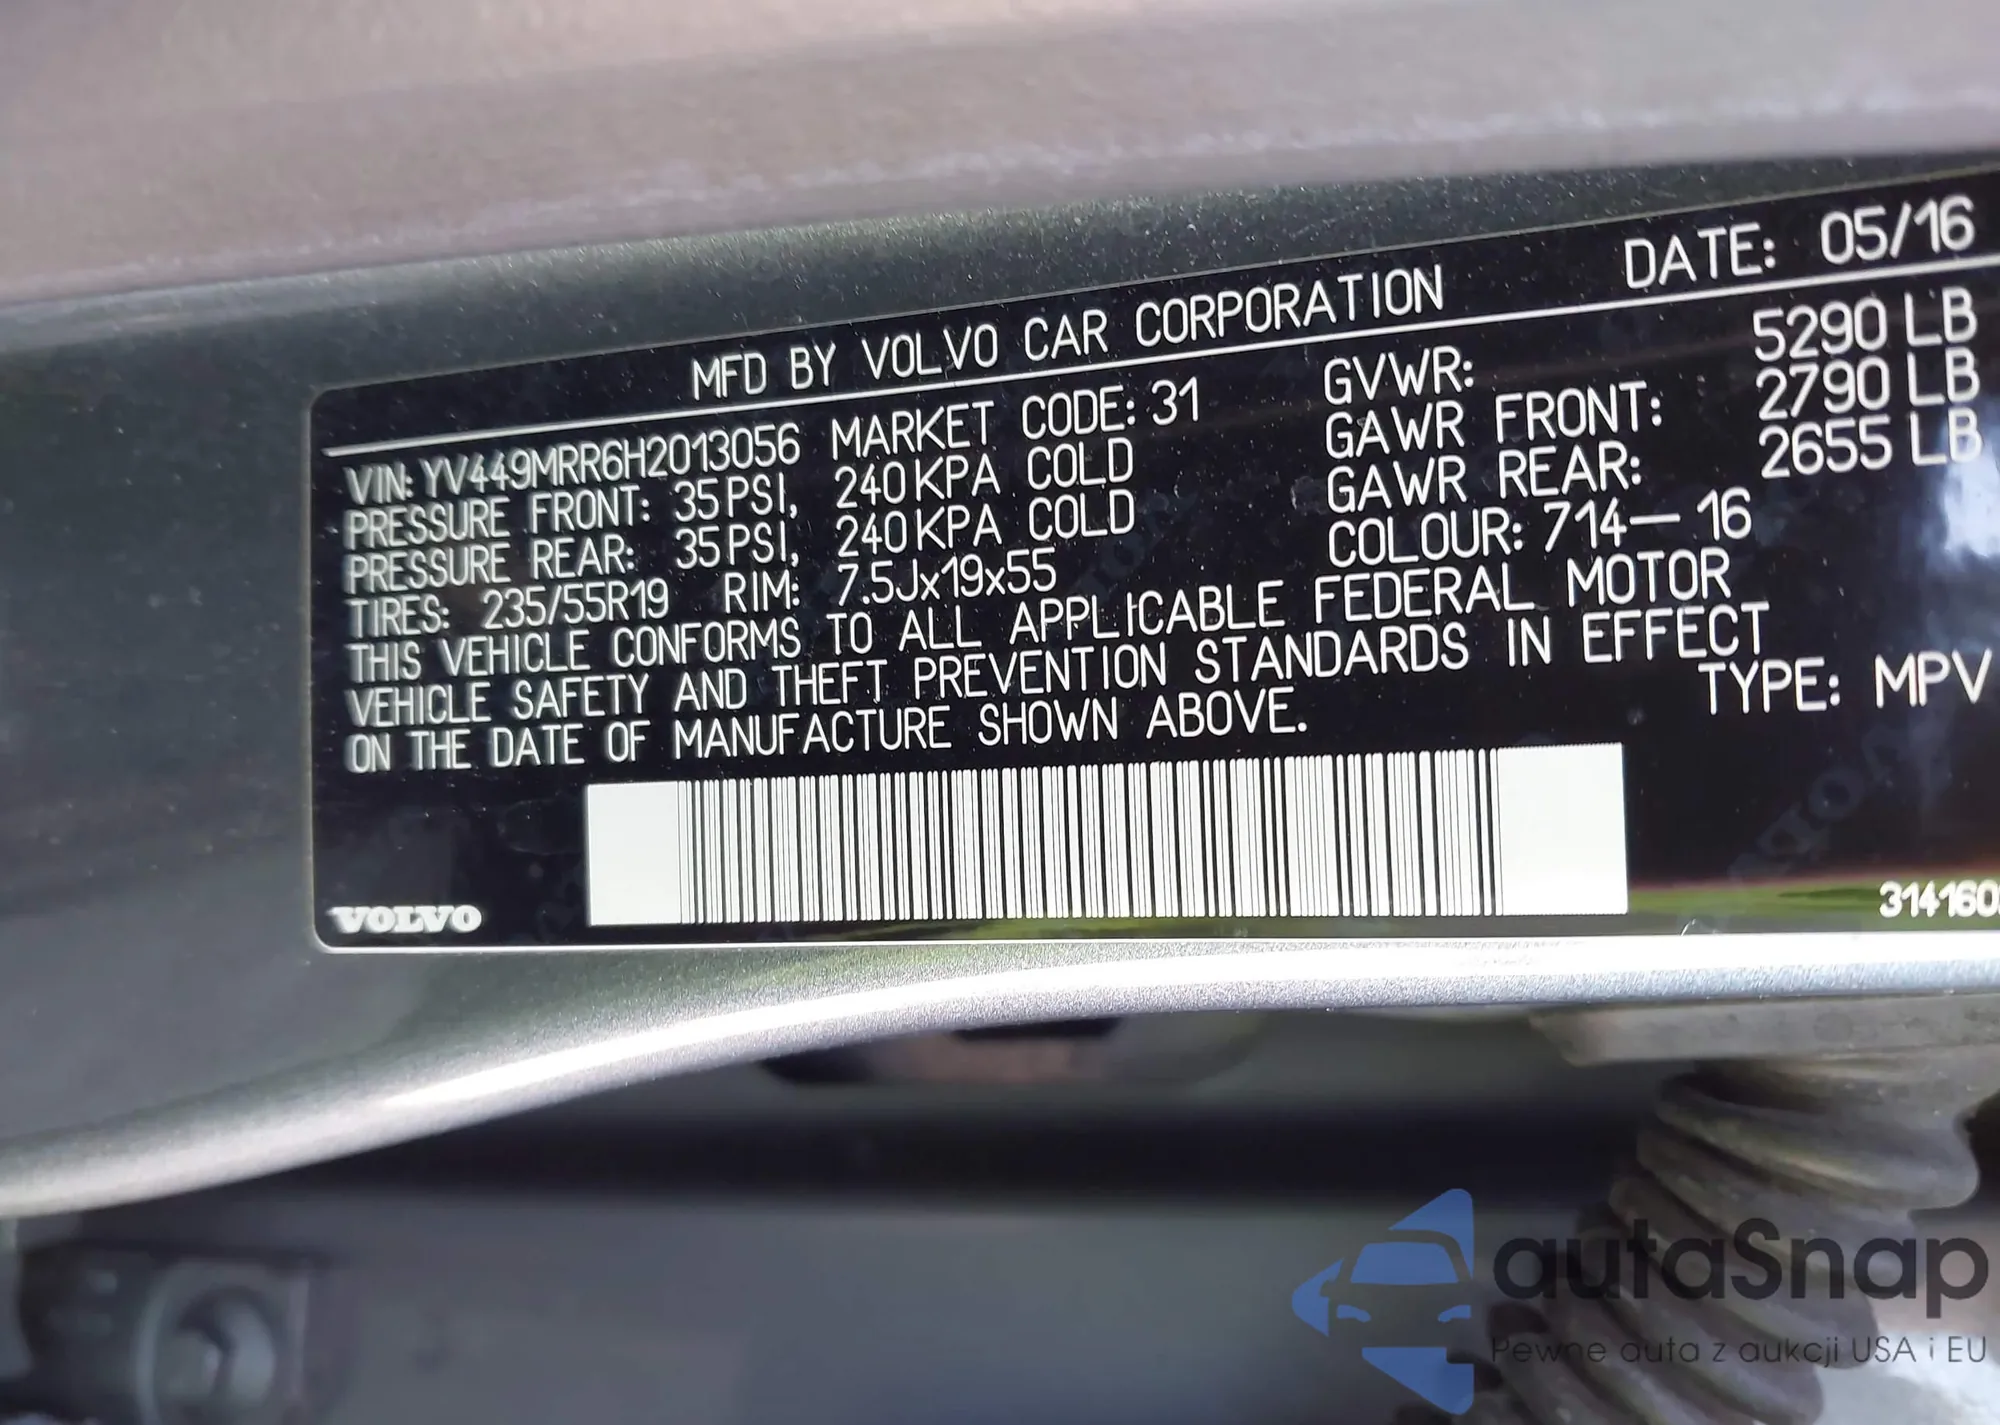 MFD BY VOLVO CAR CORPORATION DATE: 05/16
VIN: YV449MRR6H2013056 MARKET CODE: 31 GVWR: 5290 LB
PRESSURE FRONT: 35PSI, 240KPA COLD GAWR FRONT: 2790 LB
PRESSURE REAR: 35PSI, 240KPA COLD GAWR REAR: 2655 LB
TIRES: 235/55R19 RIM: 7.5Jx19x55 COLOUR: 714-16
THIS VEHICLE CONFORMS TO ALL APPLICABLE FEDERAL MOTOR
VEHICLE SAFETY AND THEFT PREVENTION STANDARDS IN EFFECT
ON THE DATE OF MANUFACTURE SHOWN ABOVE. TYPE: MPV
VOLVO
autaSnap
Pewne auta z aukcji USA i EU